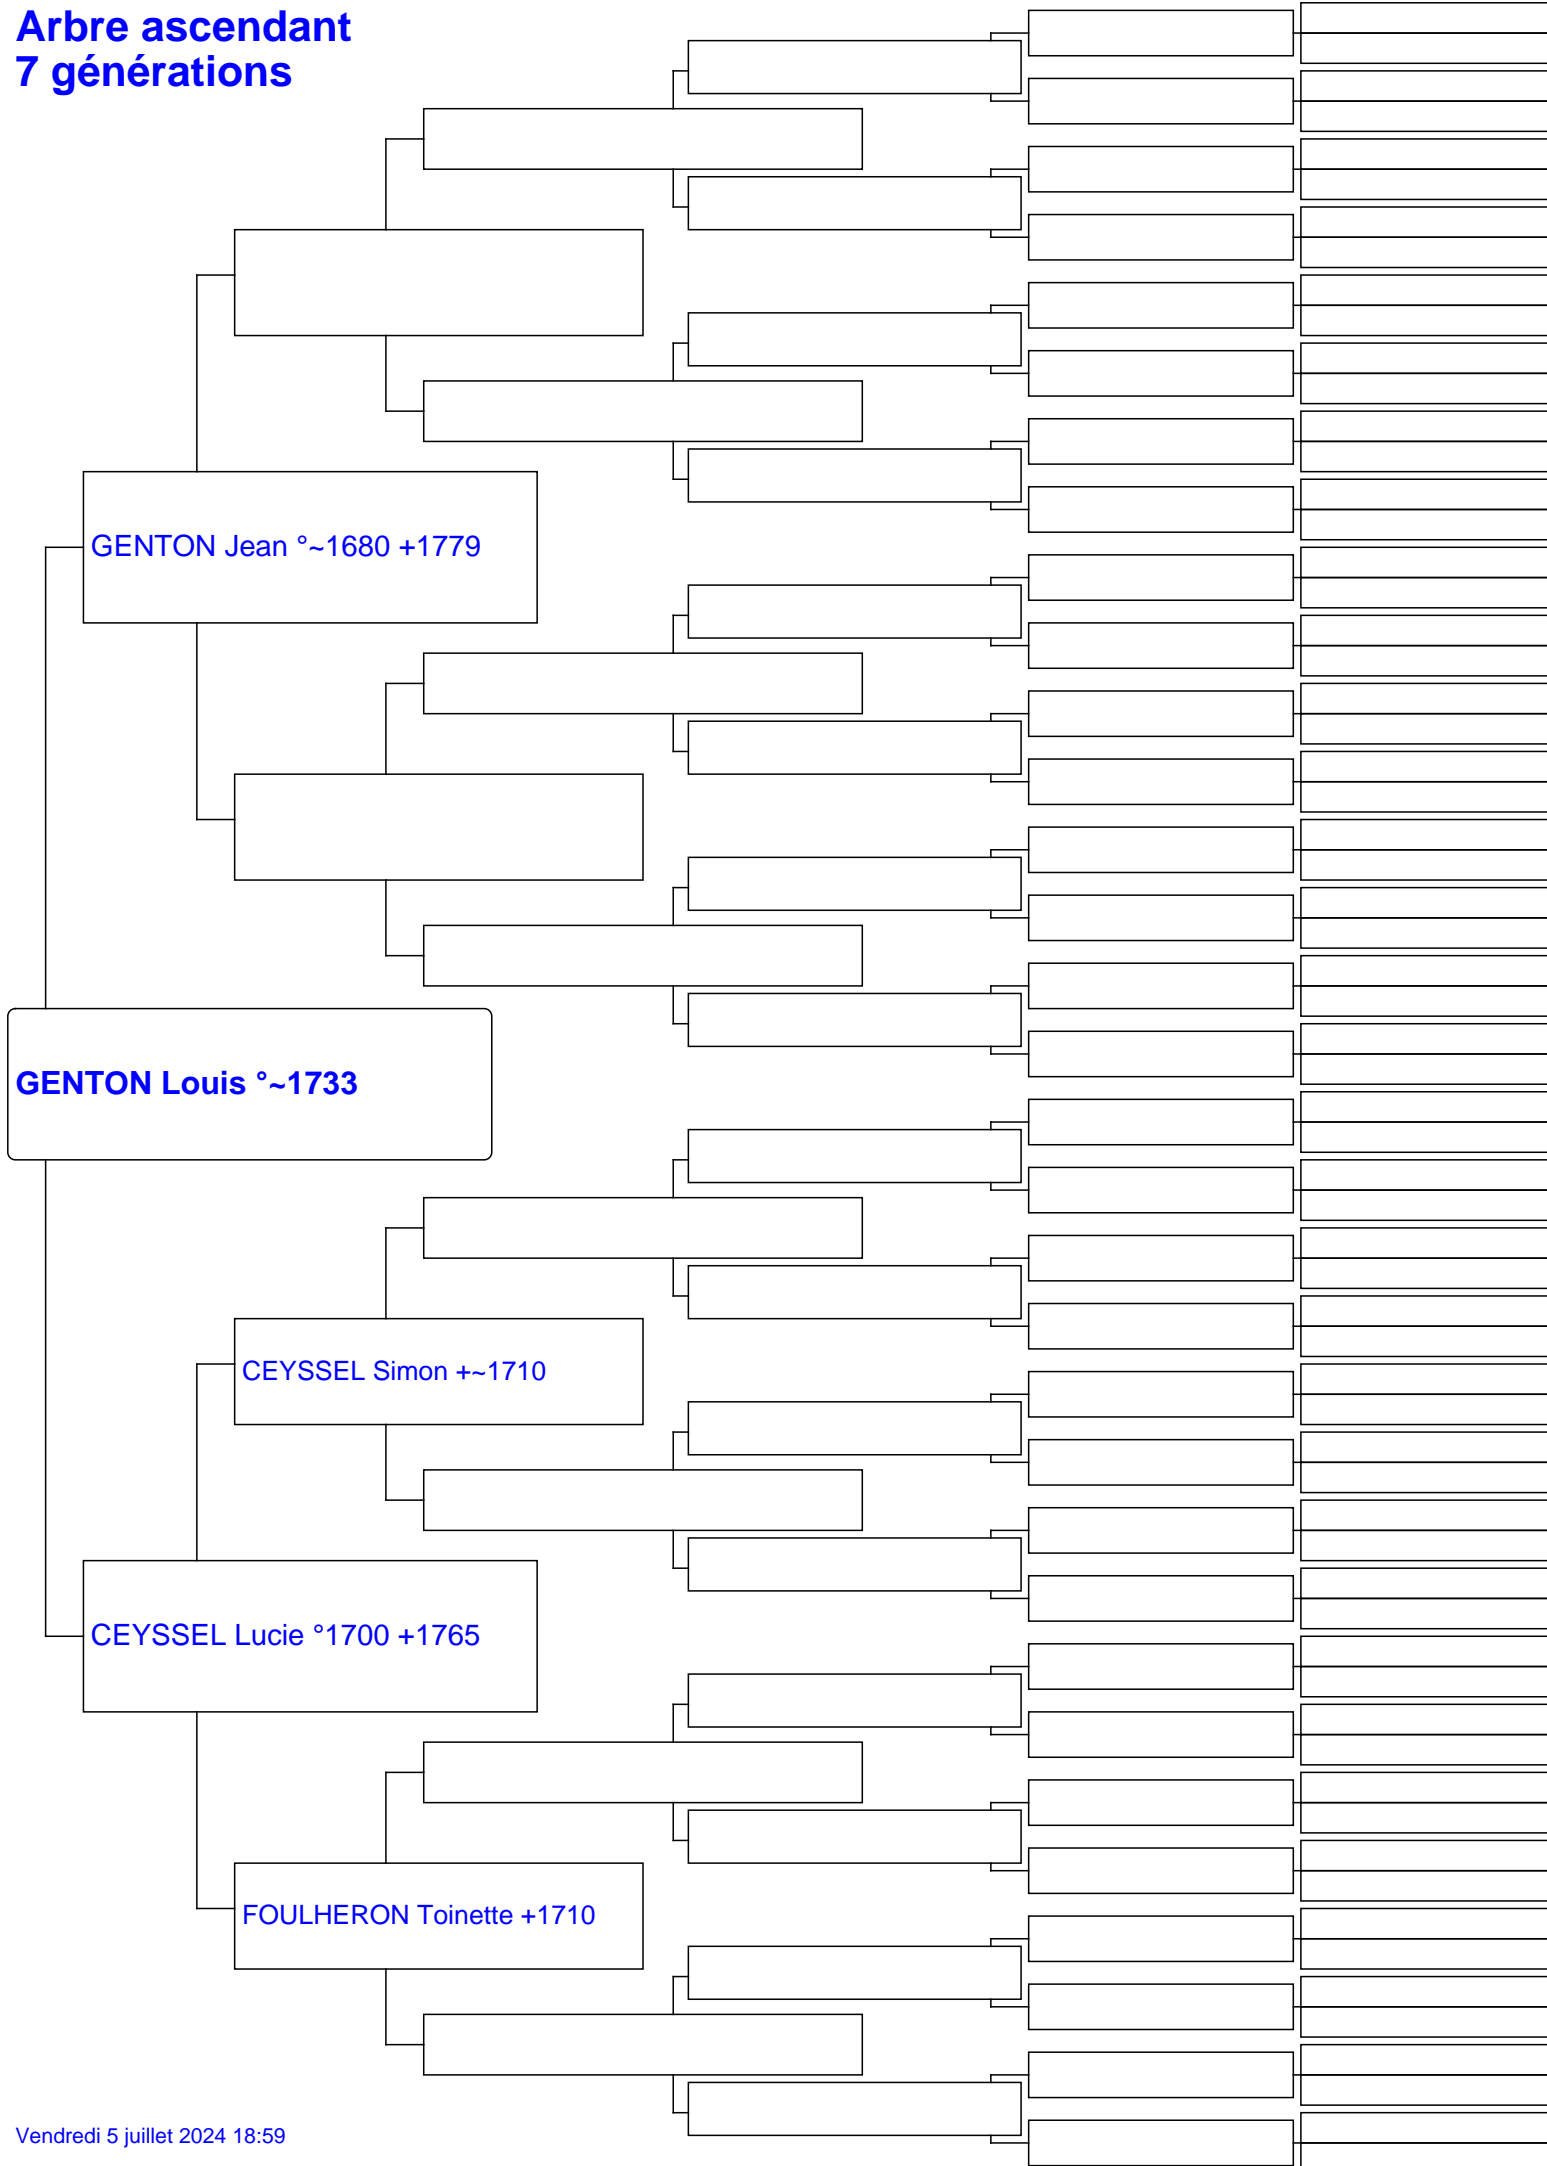 Arbre ascendant
7 générations
GENTON Jean °~1680 +1779
GENTON Louis °~1733
CEYSSEL Simon +~1710
CEYSSEL Lucie °1700 +1765
FOULHERON Toinette +1710
Vendredi 5 juillet 2024 18:59